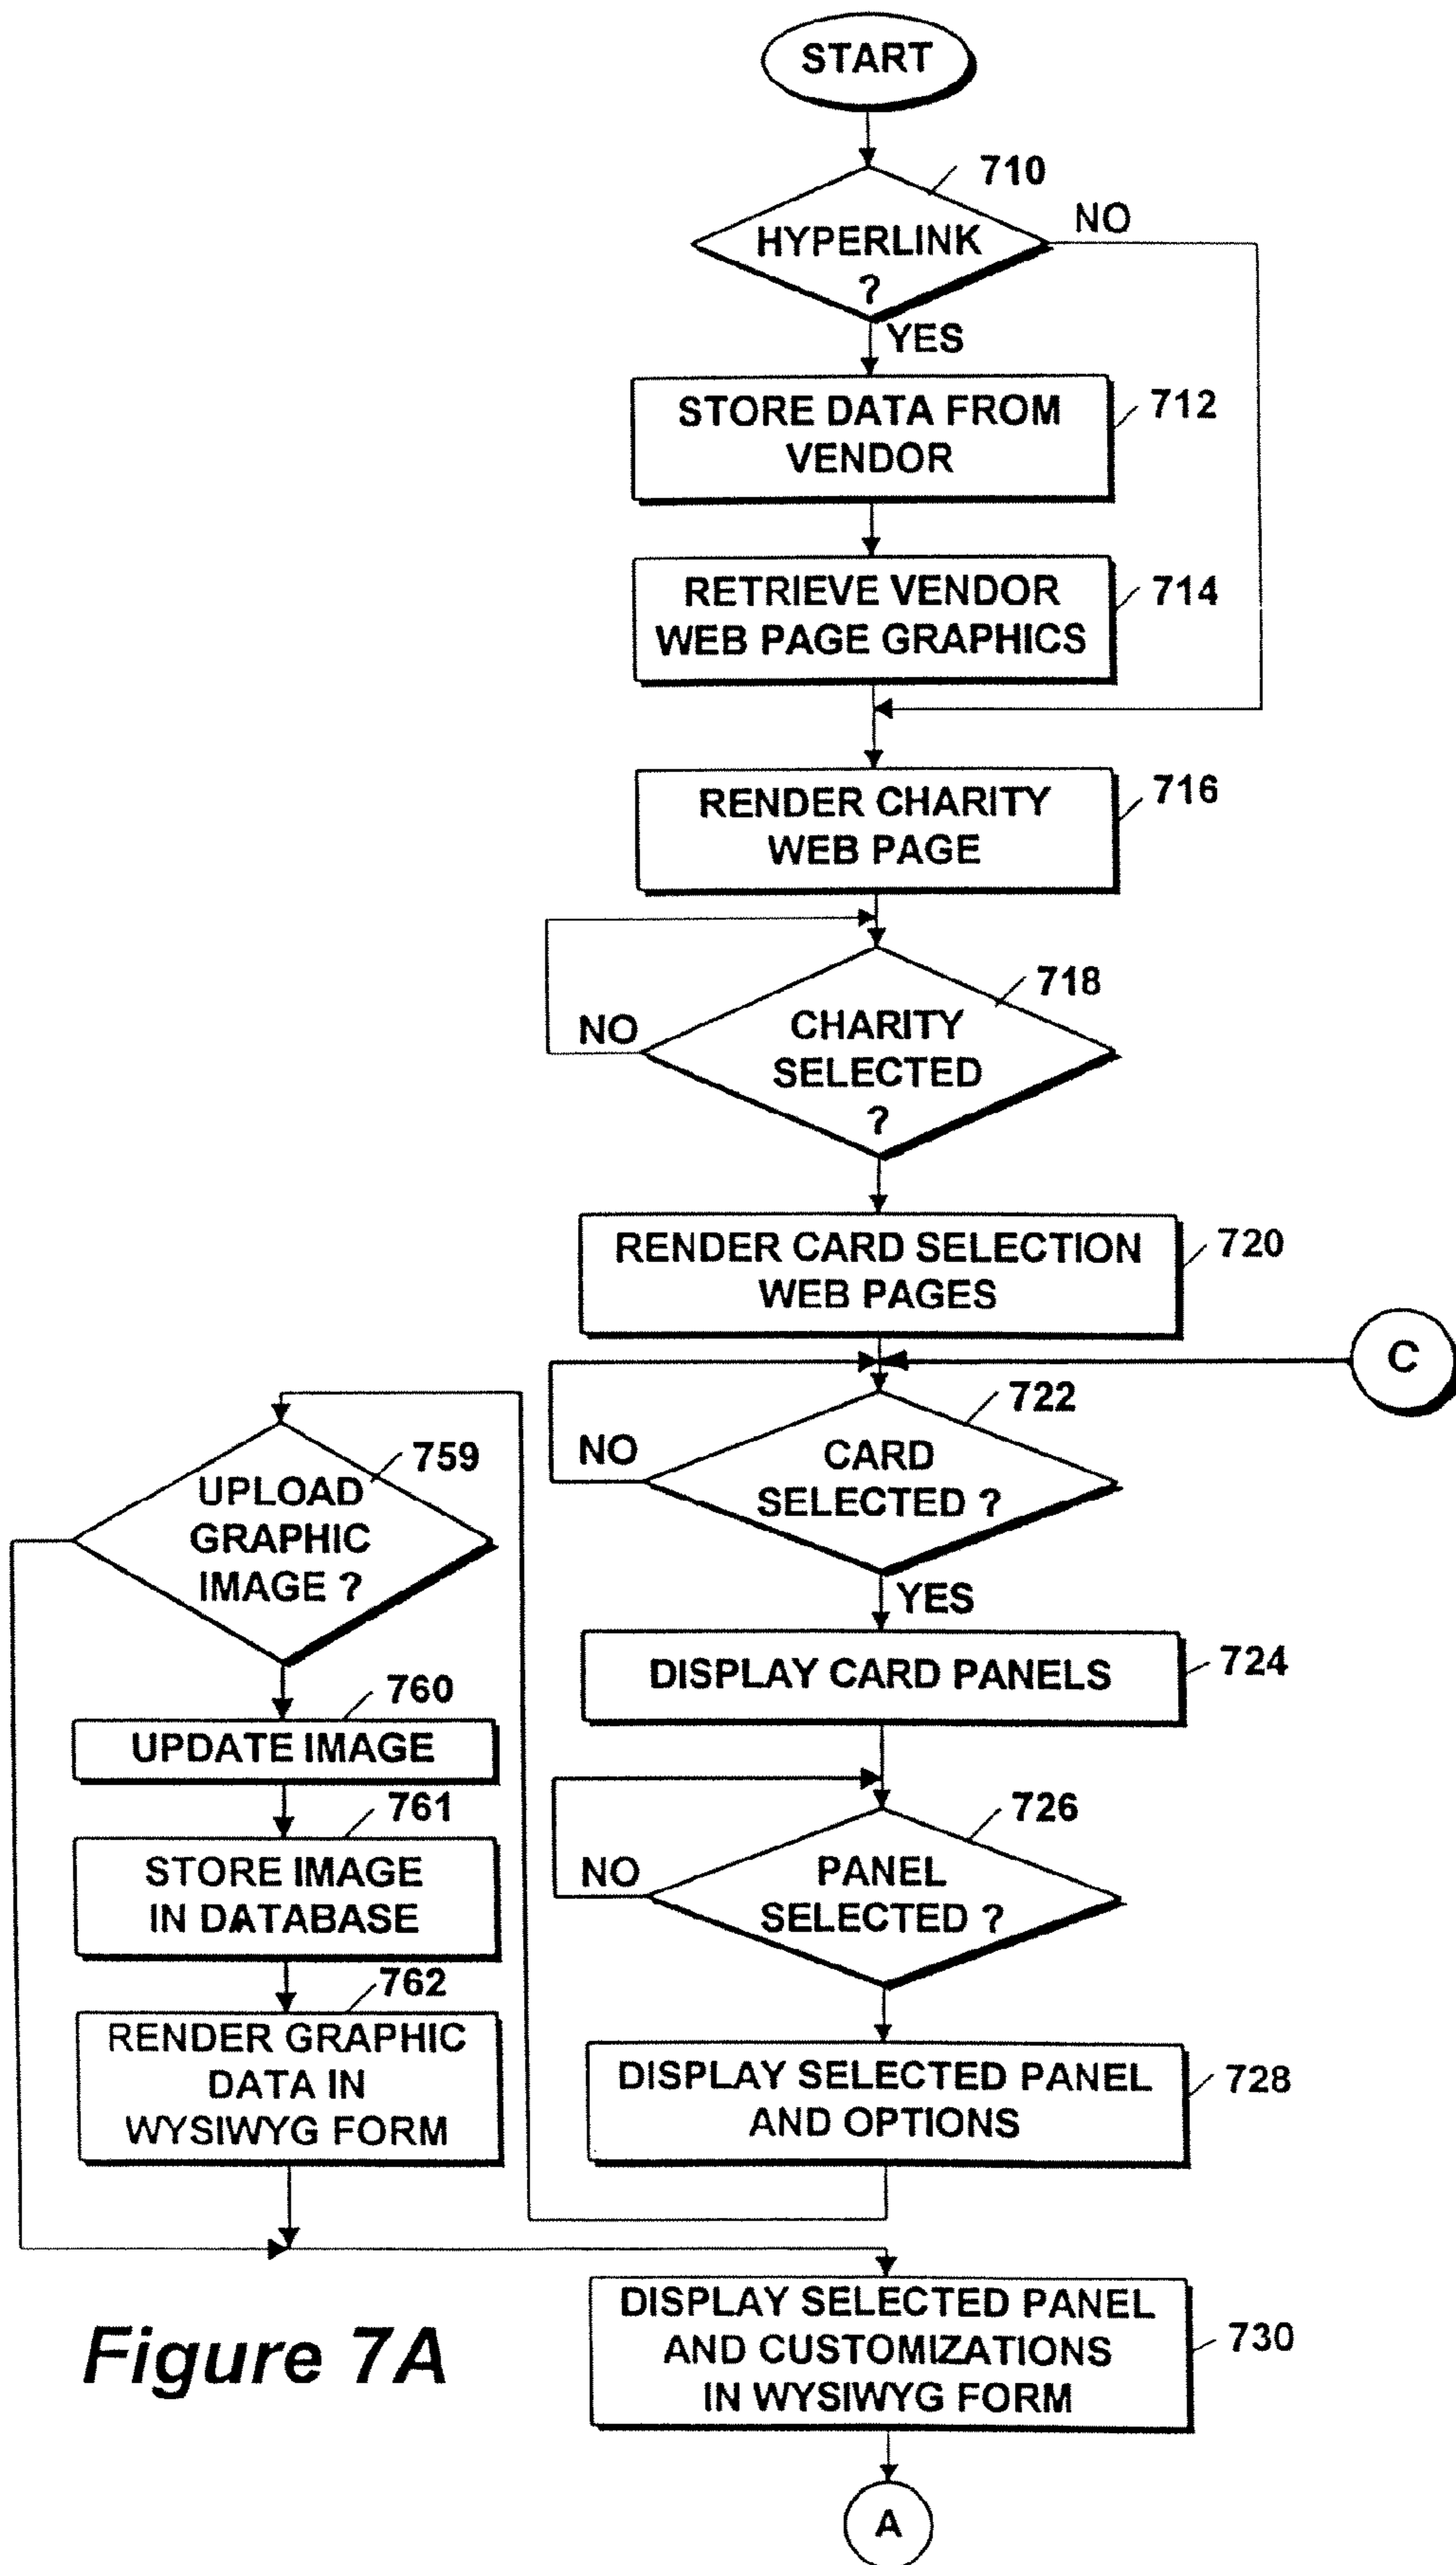 START
710
HYPERLINK
?
NO
YES
STORE DATA FROM
VENDOR
712
RETRIEVE VENDOR
WEB PAGE GRAPHICS
714
RENDER CHARITY
WEB PAGE
716
718
CHARITY
SELECTED
?
NO
RENDER CARD SELECTION
WEB PAGES
720
C
722
CARD
SELECTED ?
NO
YES
DISPLAY CARD PANELS
724
726
PANEL
SELECTED ?
NO
DISPLAY SELECTED PANEL
AND OPTIONS
728
759
UPLOAD
GRAPHIC
IMAGE ?
760
UPDATE IMAGE
761
STORE IMAGE
IN DATABASE
762
RENDER GRAPHIC
DATA IN
WYSIWYG FORM
DISPLAY SELECTED PANEL
AND CUSTOMIZATIONS
IN WYSIWYG FORM
730
A
Figure 7A